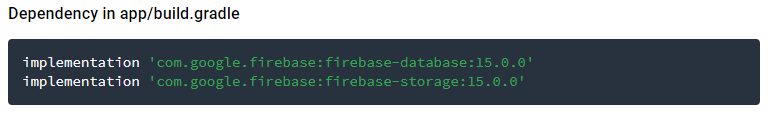 Dependency in app/build.gradle
implementation 'com.google.firebase:firebase-database:15.0.0'
implementation 'com.google.firebase:firebase-storage:15.0.0'